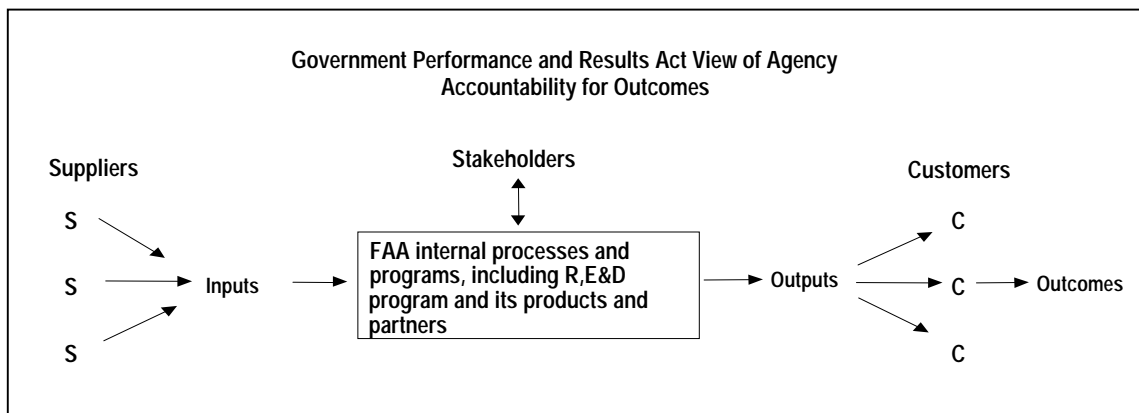 Government Performance and Results Act View of Agency
Accountability for Outcomes
Suppliers
Stakeholders
Customers
S
S
S
Inputs
FAA internal processes and
programs, including R,E&D
program and its products and
partners
Outputs
C
C
C
Outcomes